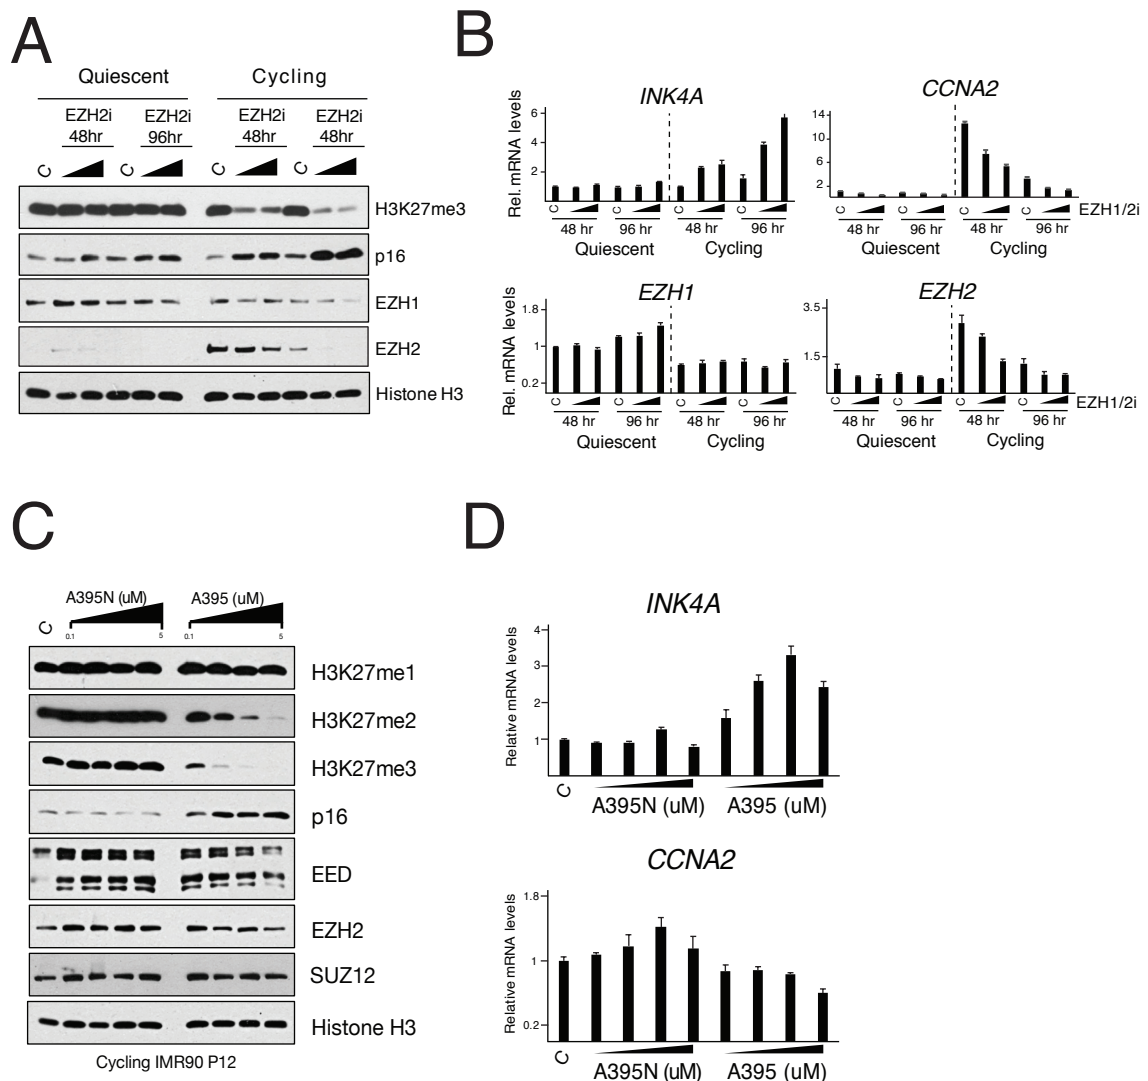 A
Quiescent Cycling
EZH2i EZH2i EZH2i EZH2i
48hr 96hr 48hr 48hr
C C C C
H3K27me3
p16
EZH1
EZH2
Histone H3
B
INK4A
Rel. mRNA levels
6
4
2
C C C C
48 hr 96 hr 48 hr 96 hr
Quiescent Cycling
CCNA2
14
10
6
2
C C C C EZH1/2i
48 hr 96 hr 48 hr 96 hr
Quiescent Cycling
EZH1
Rel. mRNA levels
1.8
1
0.2
C C C C
48 hr 96 hr 48 hr 96 hr
Quiescent Cycling
EZH2
3.5
1.5
C C C C EZH1/2i
48 hr 96 hr 48 hr 96 hr
Quiescent Cycling
C
A395N (uM) A395 (uM)
C
0.1 5 0.1 5
H3K27me1
H3K27me2
H3K27me3
p16
EED
EZH2
SUZ12
Histone H3
Cycling IMR90 P12
D
INK4A
Relative mRNA levels
4
3
2
1
C
A395N (uM) A395 (uM)
CCNA2
Relative mRNA levels
1.8
1
0.2
C
A395N (uM) A395 (uM)